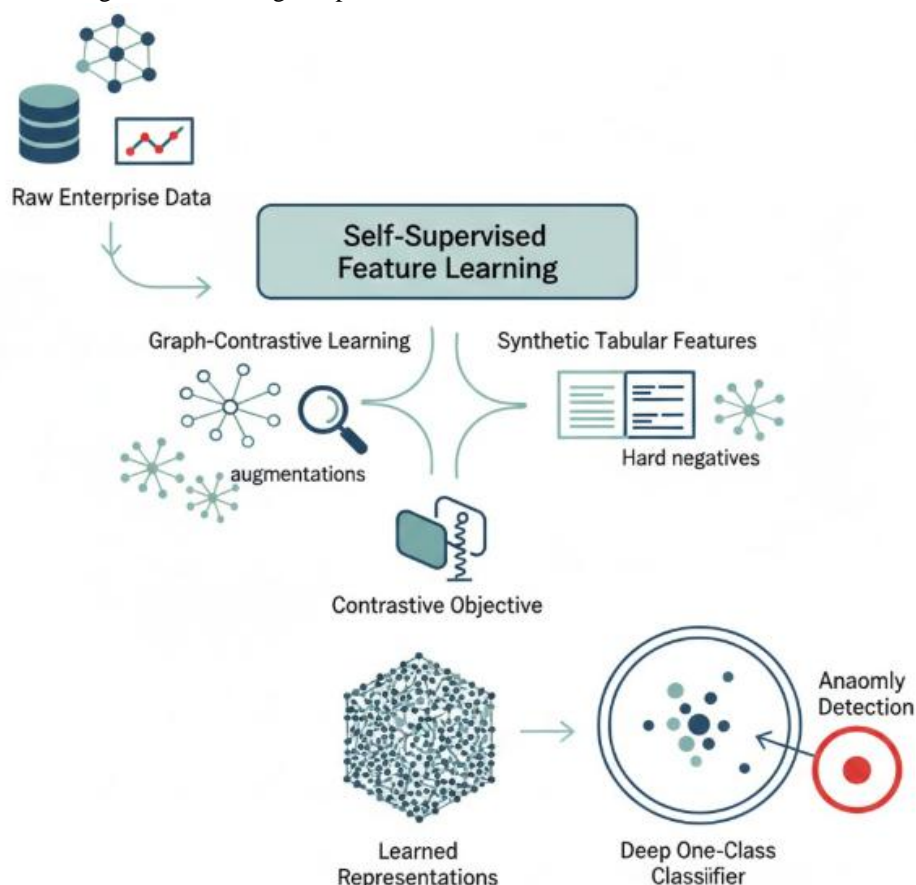 Raw Enterprise Data
Self-Supervised
Feature Learning
Graph-Contrastive Learning
Synthetic Tabular Features
augmentations
Hard negatives
Contrastive Objective
Anaomly
Detection
Learned
Representations
Deep One-Class
Classiifier